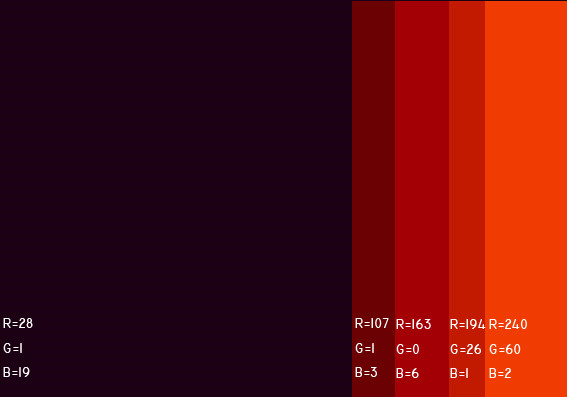 R=28
G=1
B=19
R=107
G=1
B=3
R=163
G=0
B=6
R=194
G=26
B=1
R=240
G=60
B=2